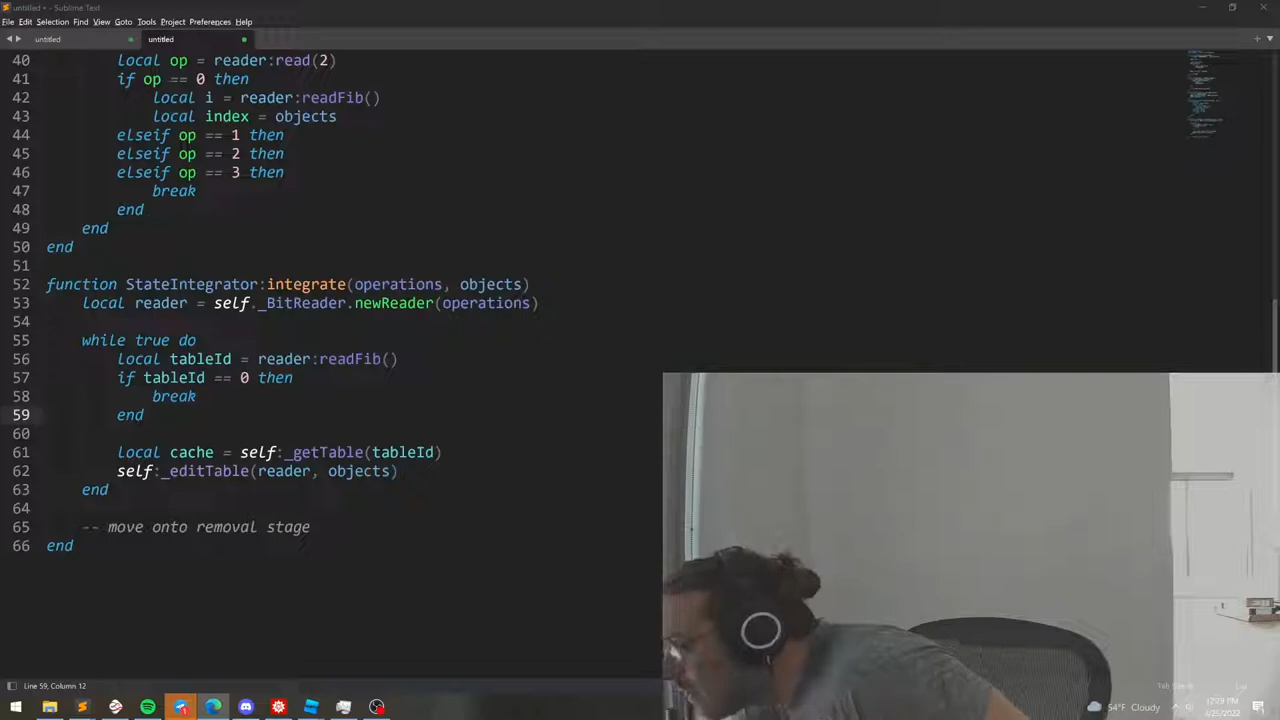 untitled • - Sublime Text
File Edit Selection Find View Goto Tools Project Preferences Help
untitled untitled
40 local op = reader:read(2)
41 if op == 0 then
42 local i = reader:readFib()
43 local index = objects
44 elseif op == 1 then
45 elseif op == 2 then
46 elseif op == 3 then
47 break
48 end
49 end
50 end
51
52 function StateIntegrator:integrate(operations, objects)
53 local reader = self._BitReader.newReader(operations)
54
55 while true do
56 local tableId = reader:readFib()
57 if tableId == 0 then
58 break
59 end
60
61 local cache = self:_getTable(tableId)
62 self:_editTable(reader, objects)
63 end
64
65 -- move onto removal stage
66 end
Line 59, Column 12
54°F Cloudy